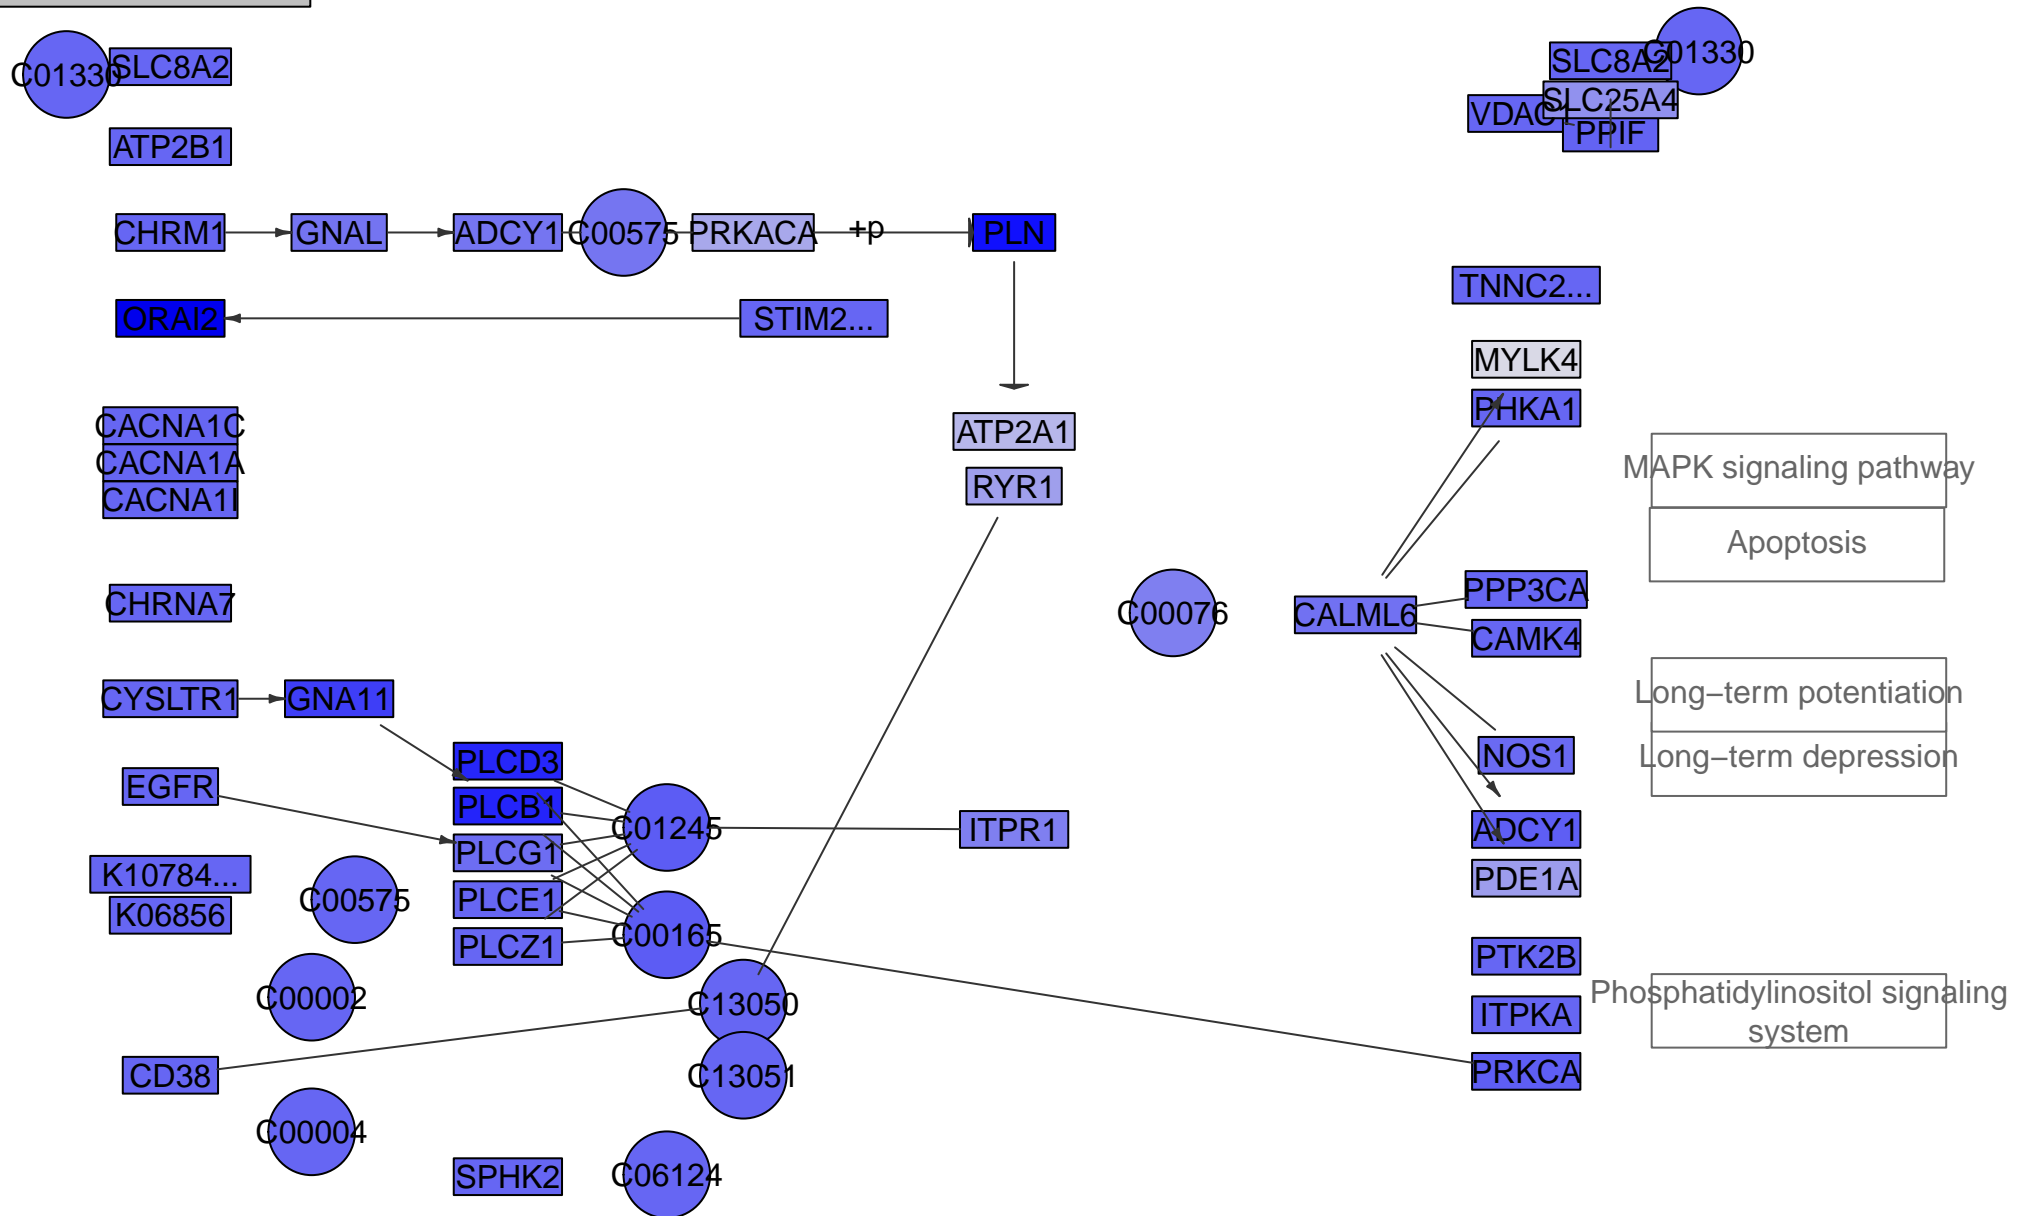 C01330
SLC8A2
SLC8A2
C01330
SLC25A4
VDAC1
PPIF
ATP2B1
CHRM1
GNAL
ADCY1
C00575
PRKACA
+p
PLN
TNNC2...
ORAI2
STIM2...
MYLK4
PHKA1
CACNA1C
CACNA1A
CACNA1I
ATP2A1
RYR1
MAPK signaling pathway
Apoptosis
CHRNA7
C00076
CALML6
PPP3CA
CAMK4
CYSLTR1
GNA11
Long−term potentiation
Long−term depression
NOS1
PLCD3
EGFR
PLCB1
C01245
ITPR1
ADCY1
PLCG1
K10784...
PDE1A
C00575
PLCE1
K06856
C00165
PLCZ1
PTK2B
C00002
C13050
Phosphatidylinositol signaling
system
ITPKA
CD38
C13051
PRKCA
C00004
SPHK2
C06124